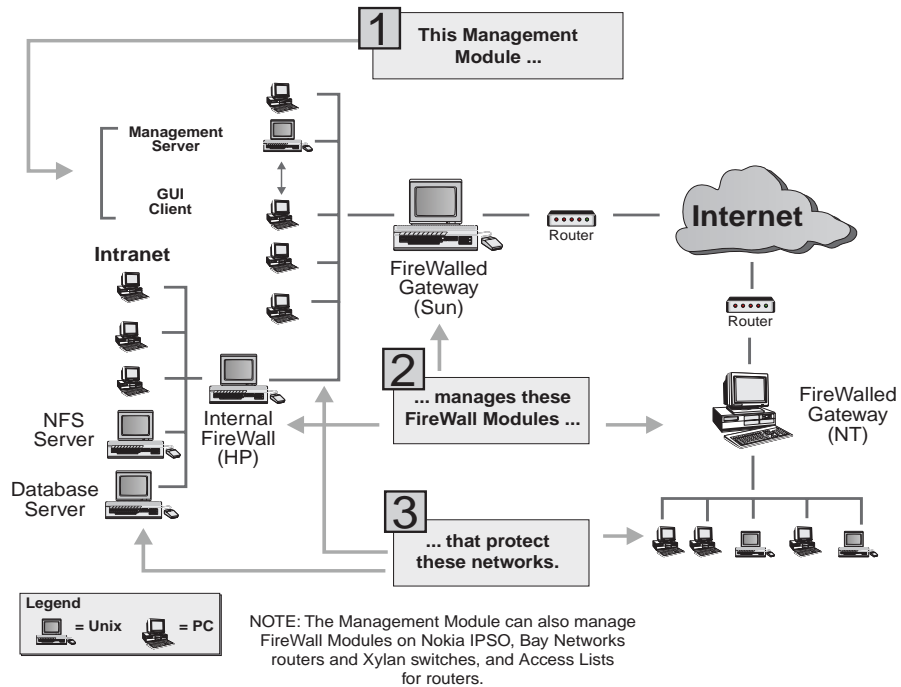 1
This Management
Module ...
Management
Server
GUI
Client
Intranet
FireWalled
Gateway
(Sun)
Router
Internet
Router
2
... manages these
FireWall Modules ...
FireWalled
Gateway
(NT)
NFS
Server
Internal
FireWall
(HP)
Database
Server
3
... that protect
these networks.
Legend
= Unix
= PC
NOTE: The Management Module can also manage
FireWall Modules on Nokia IPSO, Bay Networks
routers and Xylan switches, and Access Lists
for routers.